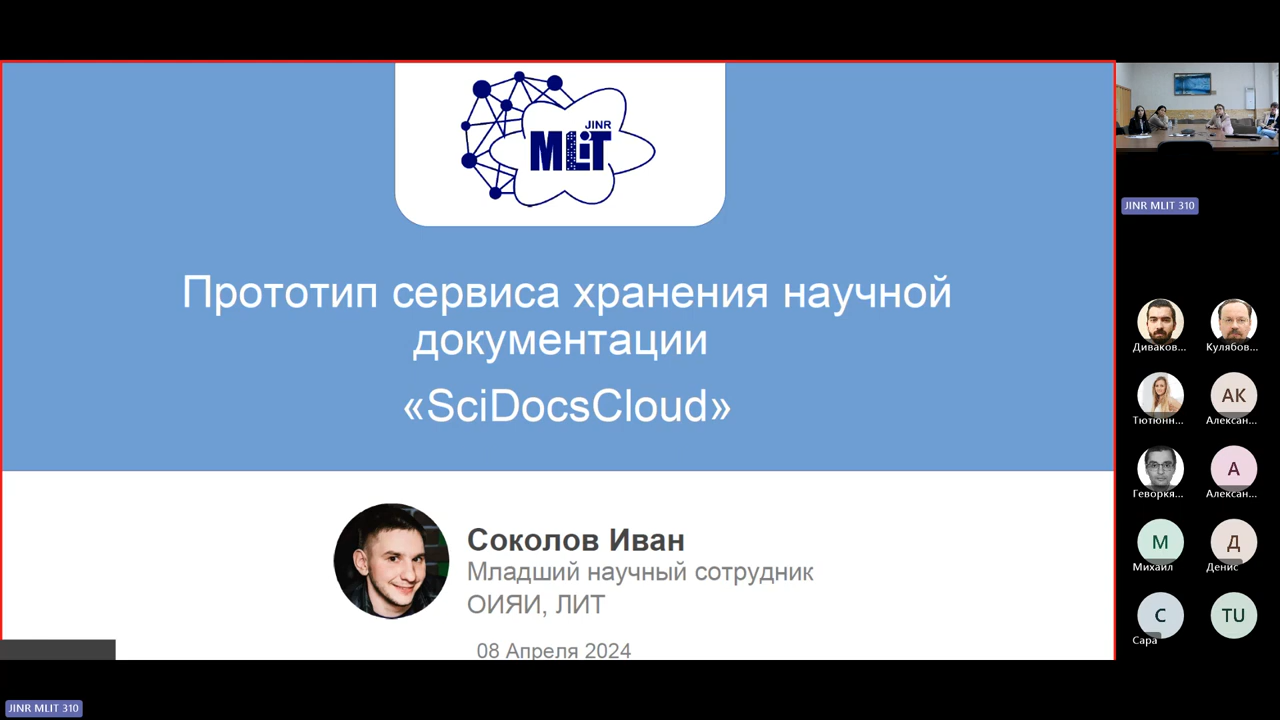 JINR
MLIT
Прототип сервиса хранения научной
документации
«SciDocsCloud»
Соколов Иван
Младший научный сотрудник
ОИЯИ, ЛИТ
08 Апреля 2024
JINR MLIT 310
JINR MLIT 310
Диваков...
Кулябов...
АК
Тютюнн...
Алексан...
А
Геворкя...
Алексан...
М
Д
Михаил
Денис
С
TU
Сара